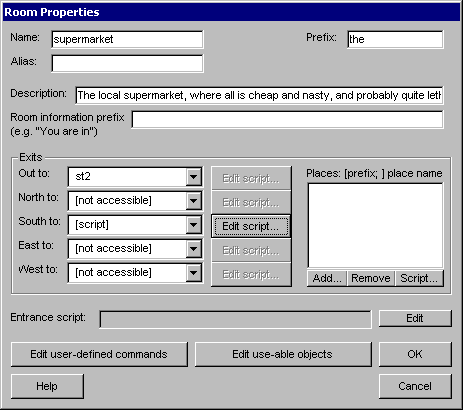 Room Properties
Name: supermarket Prefix: the
Alias:
Description: The local supermarket, where all is cheap and nasty, and probably quite leth
Room information prefix
(e.g. "You are in")
Exits
Out to: st2 Edit script... Places: [prefix; ] place name
North to: [not accessible] Edit script...
South to: [script] Edit script...
East to: [not accessible] Edit script...
West to: [not accessible] Edit script...
Add... Remove Script...
Entrance script: Edit
Edit user-defined commands Edit use-able objects OK
Help Cancel